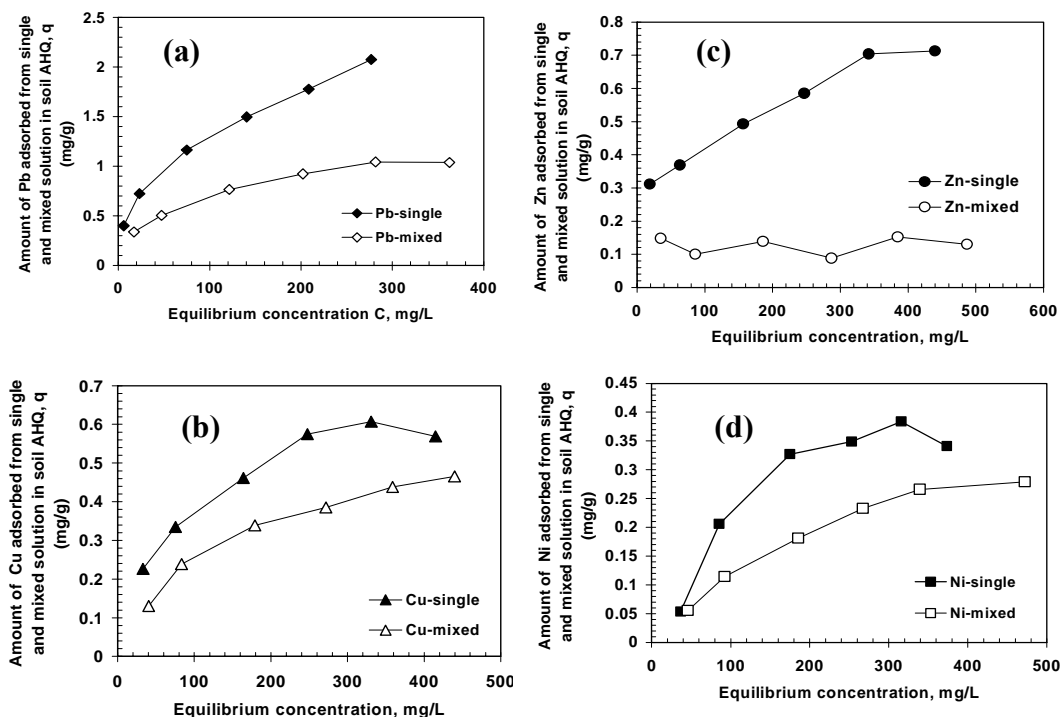 Amount of Pb adsorbed from single
and mixed solution in soil AHQ, q
(mg/g)
2.5
2
1.5
1
0.5
0
(a)
Pb-single
Pb-mixed
0 100 200 300 400
Equilibrium concentration C, mg/L
Amount of Zn adsorbed from single
and mixed solution in soil AHQ, q
(mg/g)
0.8
0.7
0.6
0.5
0.4
0.3
0.2
0.1
0
(c)
Zn-single
Zn-mixed
0 100 200 300 400 500 600
Equilibrium concentration, mg/L
Amount of Cu adsorbed from single
and mixed solution in soil AHQ, q
(mg/g)
0.7
0.6
0.5
0.4
0.3
0.2
0.1
0
(b)
Cu-single
Cu-mixed
0 100 200 300 400 500
Equilibrium concentration, mg/L
Amount of Ni adsorbed from single
and mixed solution in soil AHQ, q
(mg/g)
0.45
0.4
0.35
0.3
0.25
0.2
0.15
0.1
0.05
0
(d)
Ni-single
Ni-mixed
0 100 200 300 400 500
Equilibrium concentration, mg/L